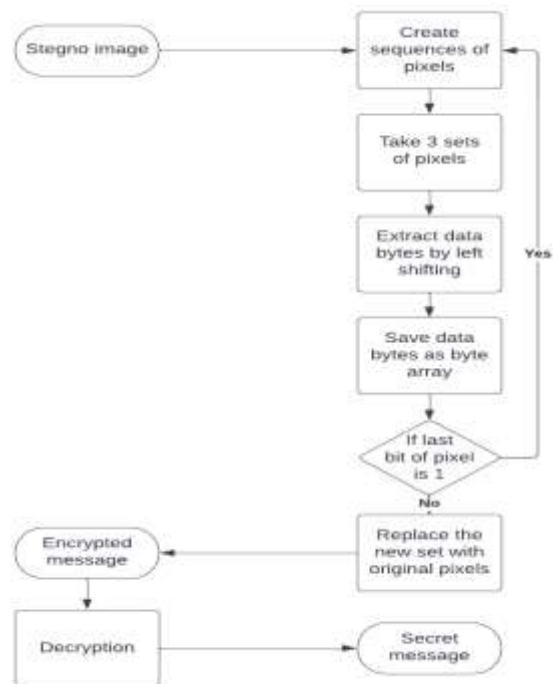 Stegno image
Create
sequences of
pixels
Take 3 sets
of pixels
Extract data
bytes by left
shifting
Yes
Save data
bytes as byte
array
If last
bit of pixel
is 1
No
Replace the
new set with
original pixels
Encrypted
message
Decryption
Secret
message